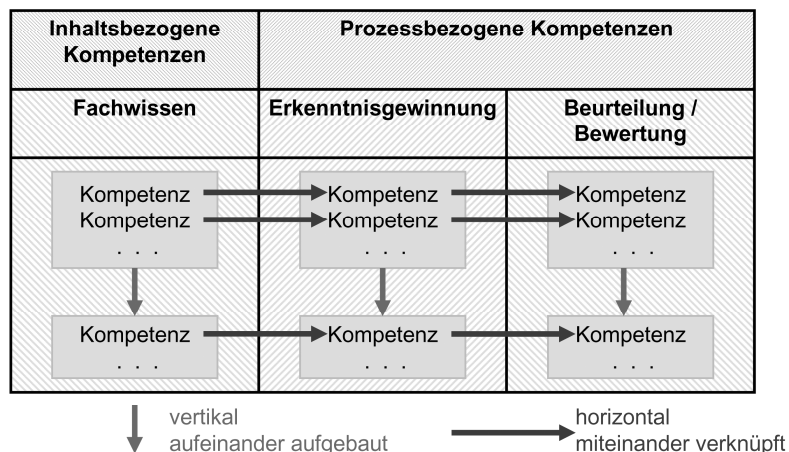 Inhaltsbezogene
Kompetenzen
Prozessbezogene Kompetenzen
Fachwissen
Erkenntnisgewinnung
Beurteilung /
Bewertung
Kompetenz
Kompetenz
. . .
Kompetenz
Kompetenz
. . .
Kompetenz
Kompetenz
. . .
Kompetenz
. . .
Kompetenz
. . .
Kompetenz
. . .
vertikal
aufeinander aufgebaut
horizontal
miteinander verknüpft